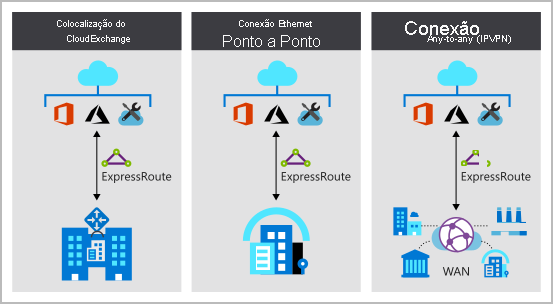 Colocalização do
CloudExchange
ExpressRoute
Conexão Ethernet
Ponto a Ponto
ExpressRoute
Conexão
Any-to-any (IPVPN)
ExpressRoute
WAN